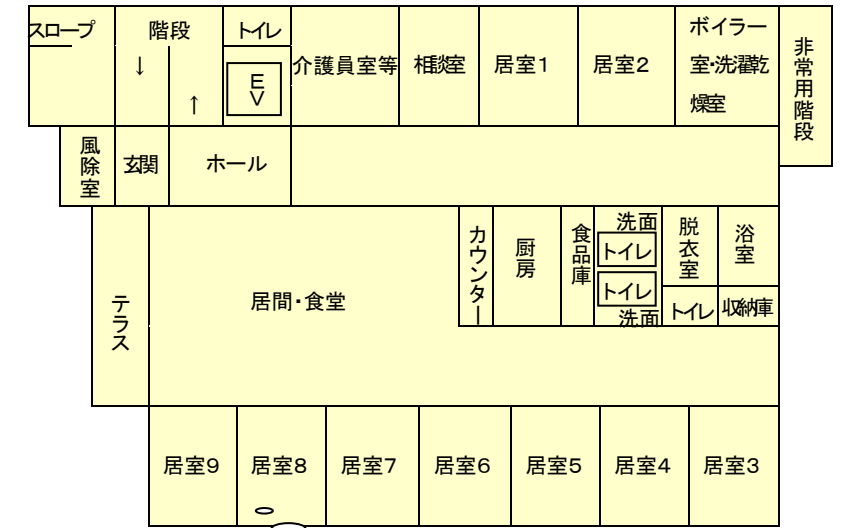 スロープ
階段
↓
↑
トイレ
EV
介護員室等
相談室
居室1
居室2
ボイラー
室・洗濯乾
燥室
非常用階段
風除室
玄関
ホール
テラス
居間・食堂
カウンター
厨房
食品庫
洗面
トイレ
トイレ
洗面
脱衣室
浴室
トイレ
収納庫
居室9
居室8
居室7
居室6
居室5
居室4
居室3